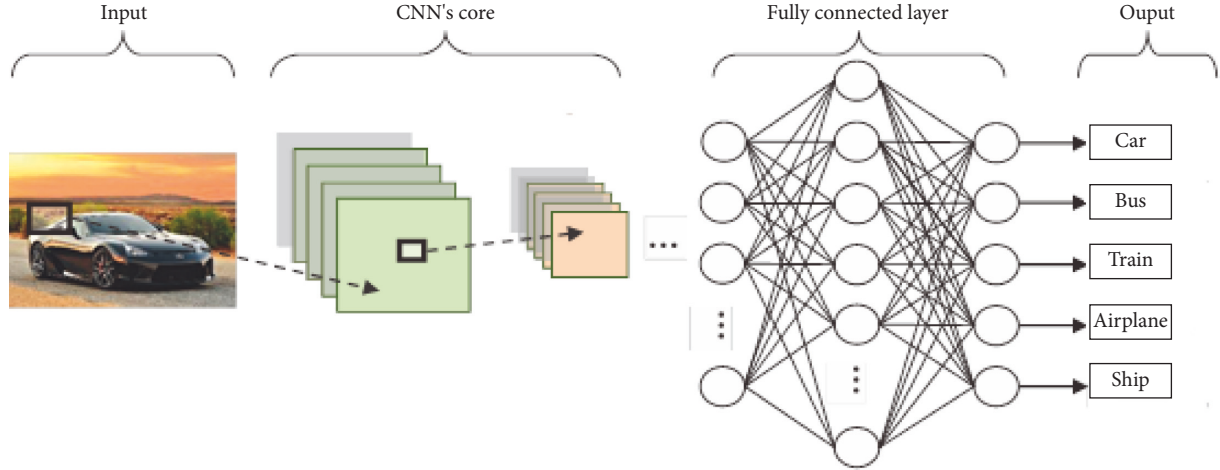 Input
CNN's core
Fully connected layer
Ouput
Car
Bus
Train
Airplane
Ship